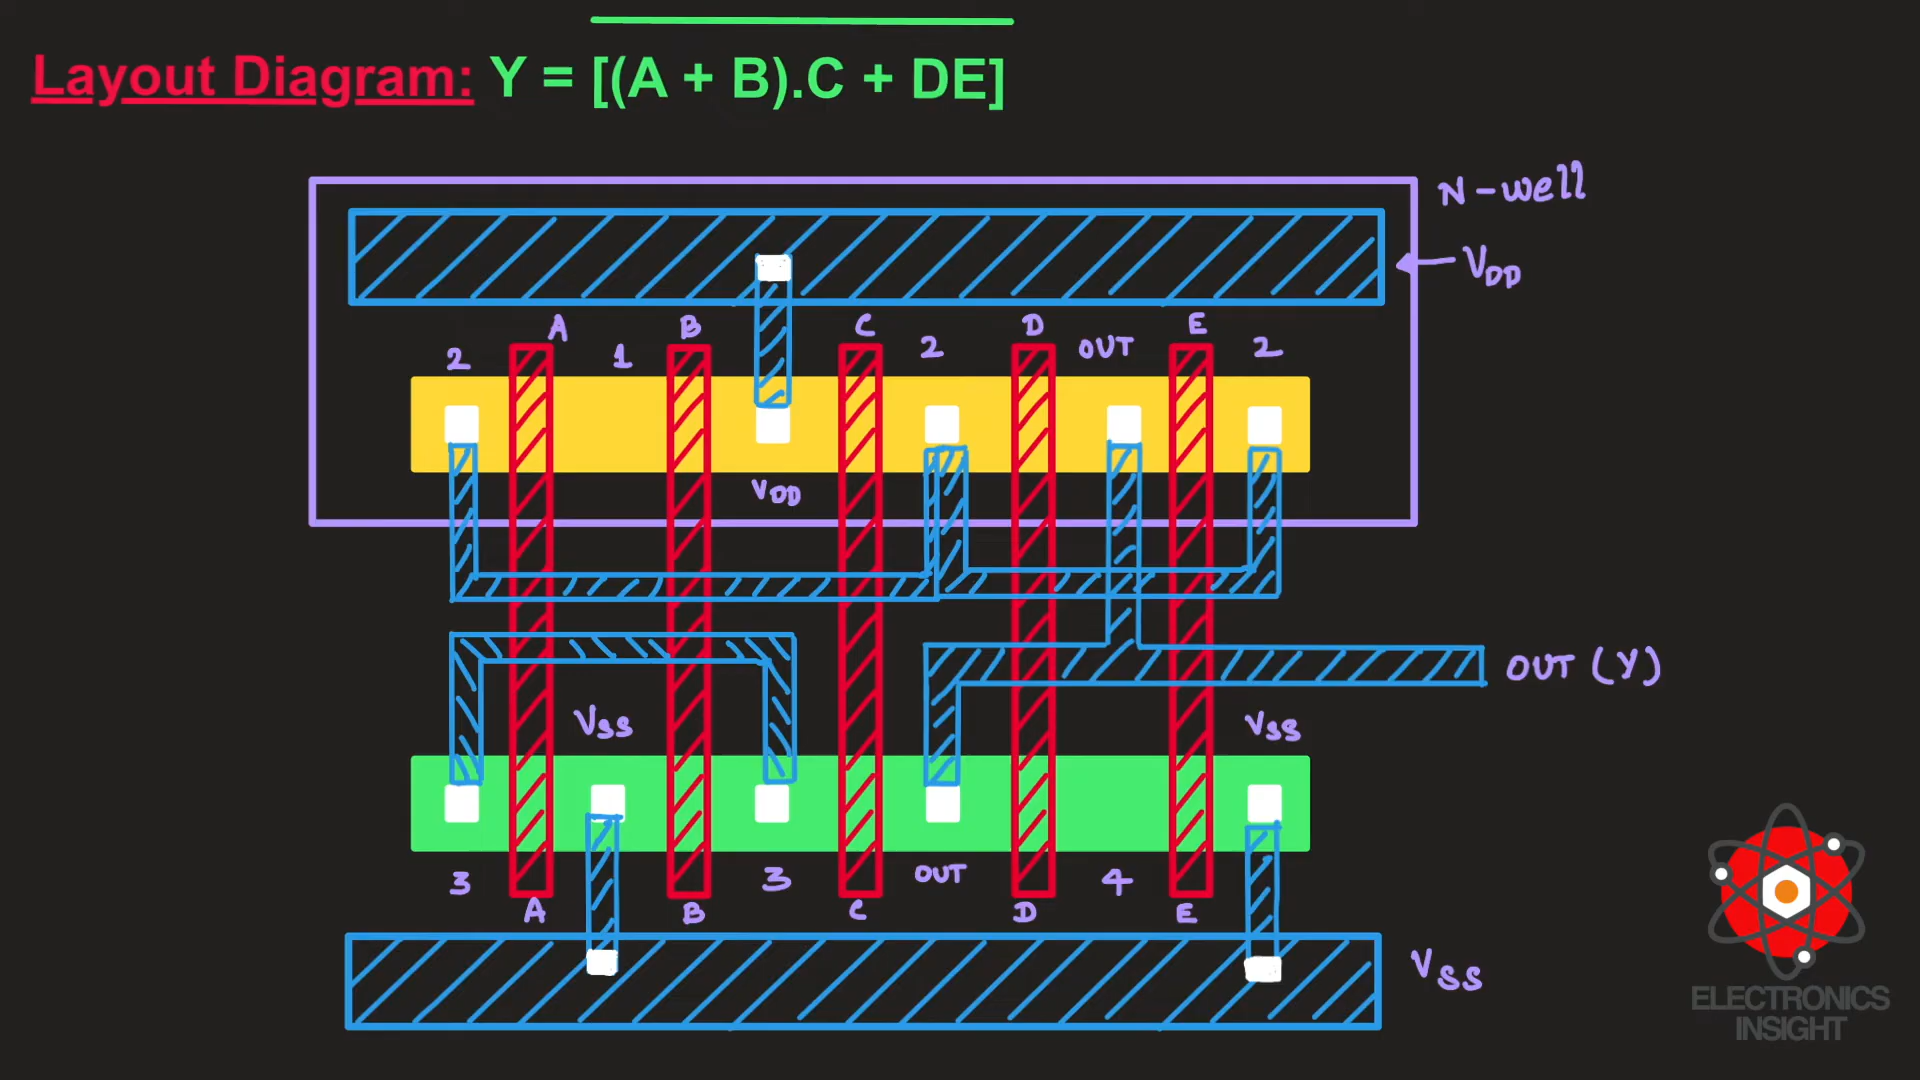 Layout Diagram: Y = [(A + B).C + DE]
N-well
VDD
A B C D E
2 1 2 OUT 2
VDD
OUT (Y)
VSS VSS
3 3 OUT 4
A B C D E
VSS
ELECTRONICS
INSIGHT